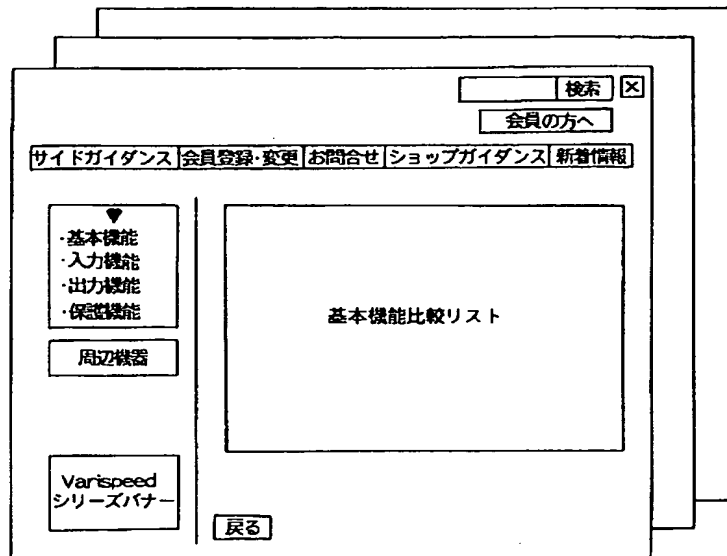 検索
会員の方へ
サイドガイダンス 会員登録・変更 お問合せ ショップガイダンス 新着情報
・基本機能
・入力機能
・出力機能
・保護機能
周辺機器
基本機能比較リスト
Varispeed
シリーズバナー
戻る